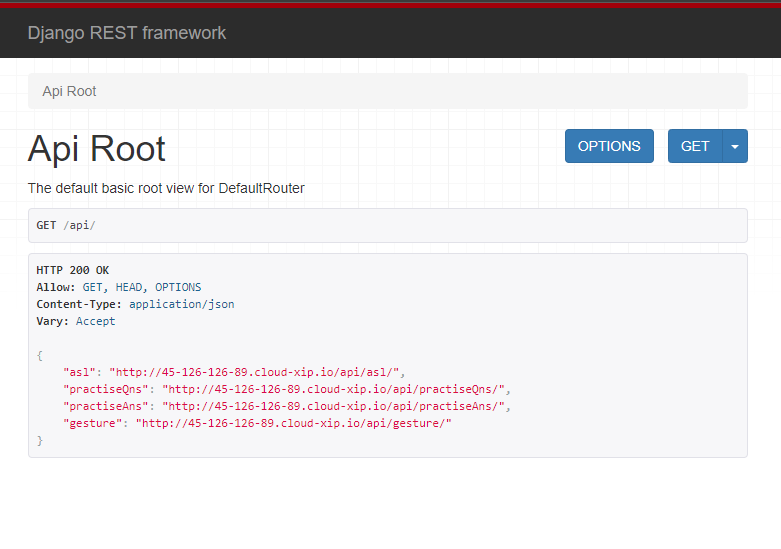 Django REST framework
Api Root
Api Root
OPTIONS
GET
The default basic root view for DefaultRouter
GET /api/
HTTP 200 OK
Allow: GET, HEAD, OPTIONS
Content-Type: application/json
Vary: Accept
{
    "asl": "http://45-126-126-89.cloud-xip.io/api/asl/",
    "practiseQns": "http://45-126-126-89.cloud-xip.io/api/practiseQns/",
    "practiseAns": "http://45-126-126-89.cloud-xip.io/api/practiseAns/",
    "gesture": "http://45-126-126-89.cloud-xip.io/api/gesture/"
}